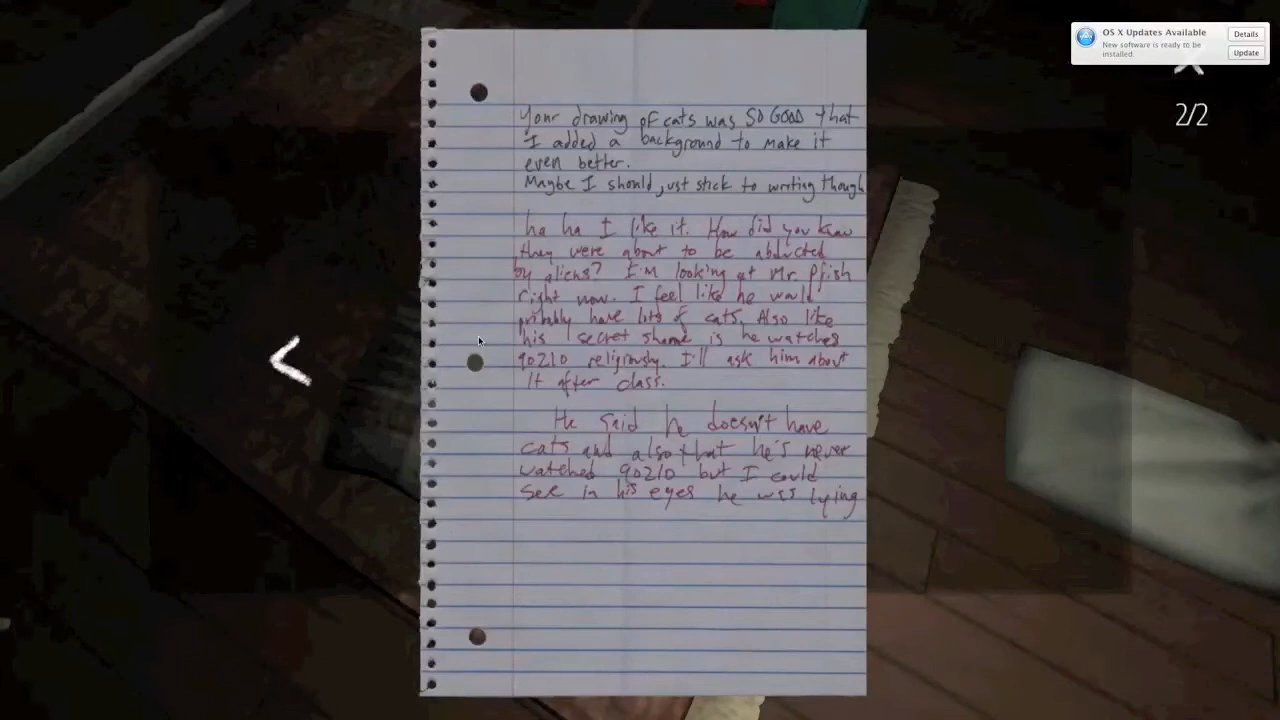 OS X Updates Available
New software is ready to be
installed.
Details
Update
2/2
Your drawing of cats was SO GOOD that
I added a background to make it
even better.
Maybe I should just stick to writing though
ha ha I like it. How did you know
they were about to be abducted
by aliens? I'm looking at Mr. Pfish
right now. I feel like he would
probably have lots of cats. Also like
his secret shame is he watches
90210 religiously. I'll ask him about
it after class.
He said he doesn't have
cats and also that he's never
watched 90210 but I could
see in his eyes he was lying